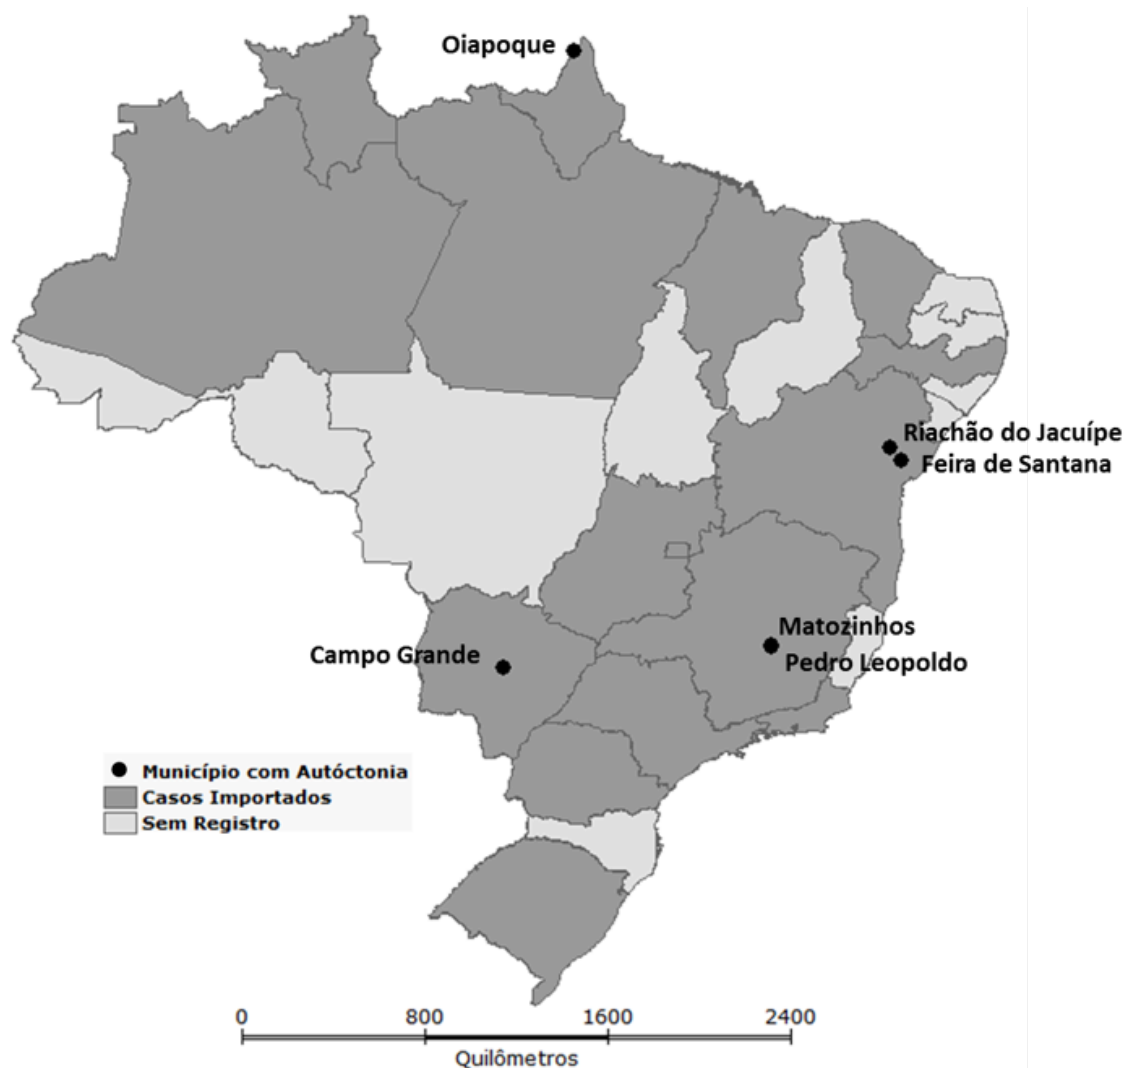 Oiapoque
Riachão do Jacuípe
Feira de Santana
Matozinhos
Campo Grande
Pedro Leopoldo
Município com Autóctonia
Casos Importados
Sem Registro
0 800 1600 2400
Quilômetros